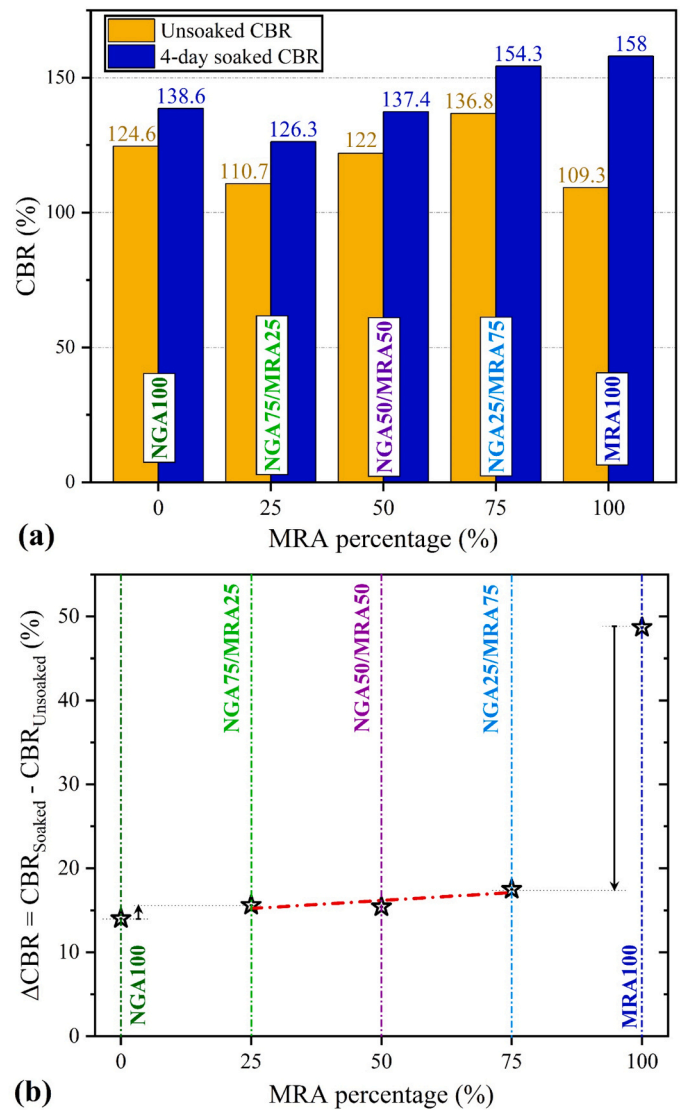 Unsoaked CBR
4-day soaked CBR
150
100
50
0
CBR (%)
124.6
138.6
110.7
126.3
122
137.4
136.8
154.3
109.3
158
NGA100
NGA75/MRA25
NGA50/MRA50
NGA25/MRA75
MRA100
0 25 50 75 100
MRA percentage (%)
(a)
50
40
30
20
10
0
ΔCBR = CBRSoaked - CBRUnsoaked (%)
NGA100
NGA75/MRA25
NGA50/MRA50
NGA25/MRA75
MRA100
0 25 50 75 100
MRA percentage (%)
(b)